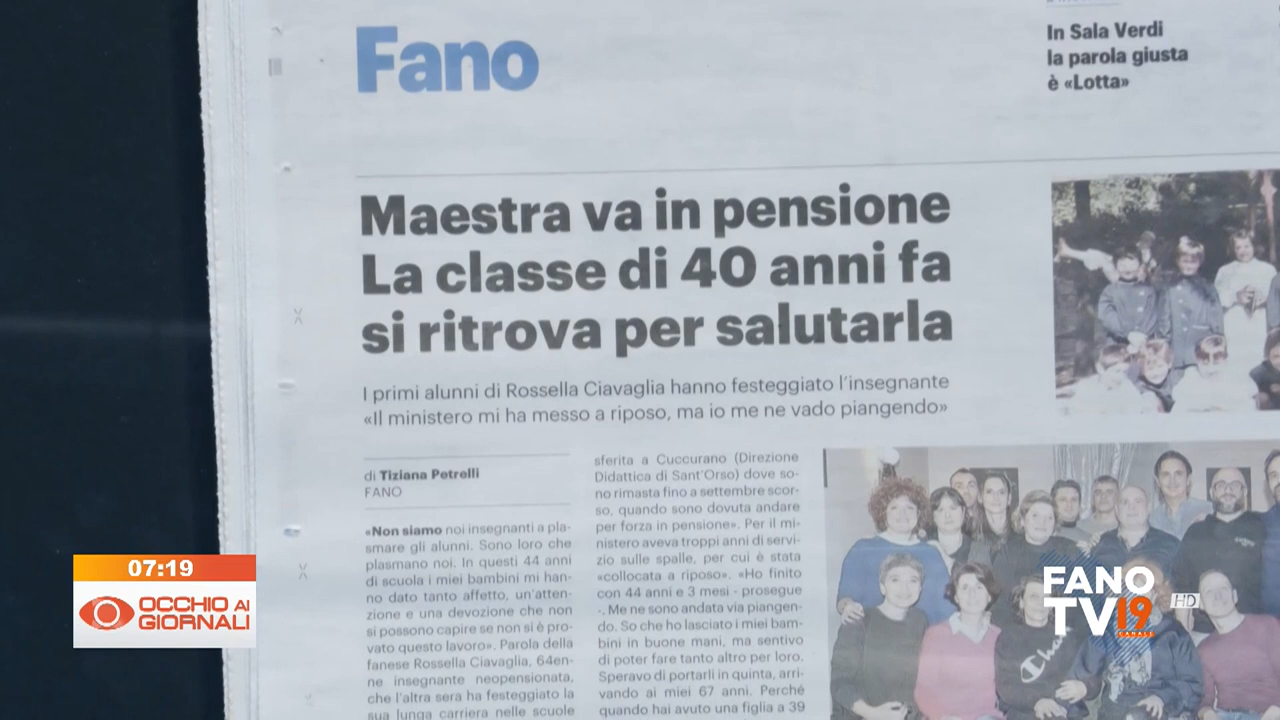 Fano
In Sala Verdi
la parola giusta
è «Lotta»
Maestra va in pensione
La classe di 40 anni fa
si ritrova per salutarla
I primi alunni di Rossella Ciavaglia hanno festeggiato l'insegnante
«Il ministero mi ha messo a riposo, ma io me ne vado piangendo»
di Tiziana Petrelli
FANO
«Non siamo noi insegnanti a pla-
smare gli alunni. Sono loro che
plasmano noi. In questi 44 anni
di scuola i miei bambini mi han-
no dato tanto affetto, un'atten-
zione e una devozione che non
si possono capire se non si è pro-
vato questo lavoro». Parola della
fanese Rossella Ciavaglia, 64en-
ne insegnante neopensionata,
che l'altra sera ha festeggiato la
sua lunga carriera nelle scuole
sferita a Cuccurano (Direzione
Didattica di Sant'Orso) dove so-
no rimasta fino a settembre scor-
so, quando sono dovuta andare
per forza in pensione». Per il mi-
nistero aveva troppi anni di servi-
zio sulle spalle, per cui è stata
«collocata a riposo». «Ho finito
con 44 anni e 3 mesi - prosegue
-. Me ne sono andata via piangen-
do. So che ho lasciato i miei bam-
bini in buone mani, ma sentivo
di poter fare tanto altro per loro.
Speravo di portarli in quinta, arri-
vando ai miei 67 anni. Perché
quando hai avuto una figlia a 39
07:19
OCCHIO AI
GIORNALI
FANO
TV19
CANALE
HD